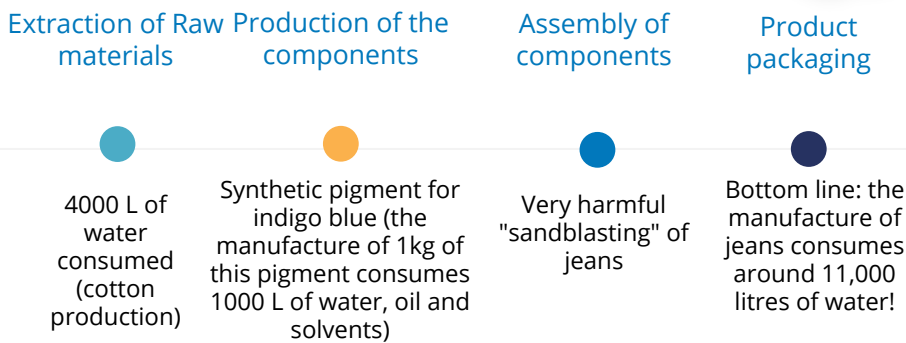 Extraction of Raw
materials
Production of the
components
Assembly of
components
Product
packaging
4000 L of
water
consumed
(cotton
production)
Synthetic pigment for
indigo blue (the
manufacture of 1kg of
this pigment consumes
1000 L of water, oil and
solvents)
Very harmful
"sandblasting" of
jeans
Bottom line: the
manufacture of
jeans consumes
around 11,000
litres of water!